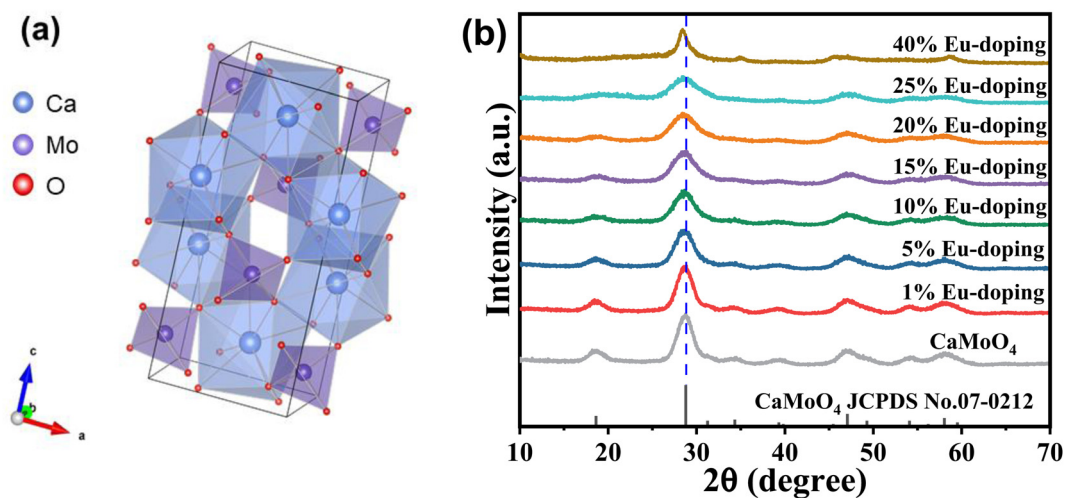 (a)
Ca
Mo
O
c
b
a
(b)
Intensity (a.u.)
40% Eu-doping
25% Eu-doping
20% Eu-doping
15% Eu-doping
10% Eu-doping
5% Eu-doping
1% Eu-doping
CaMoO₄
CaMoO₄ JCPDS No.07-0212
10 20 30 40 50 60 70
2θ (degree)